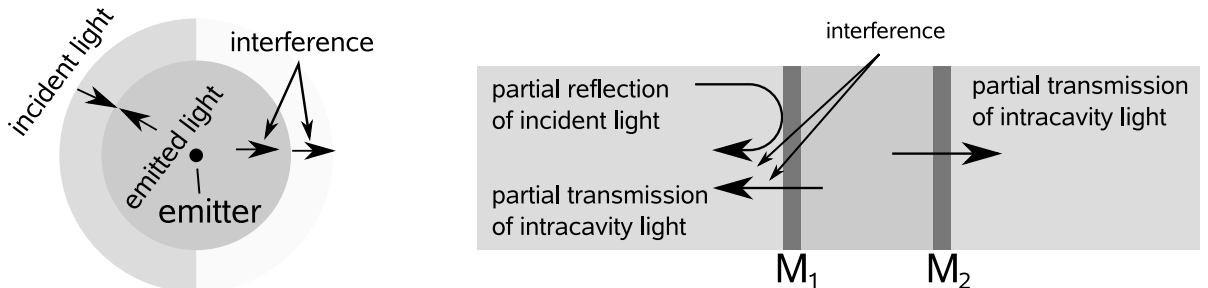 incident light
emitted light
interference
emitter
interference
partial reflection
of incident light
partial transmission
of intracavity light
partial transmission
of intracavity light
M1
M2